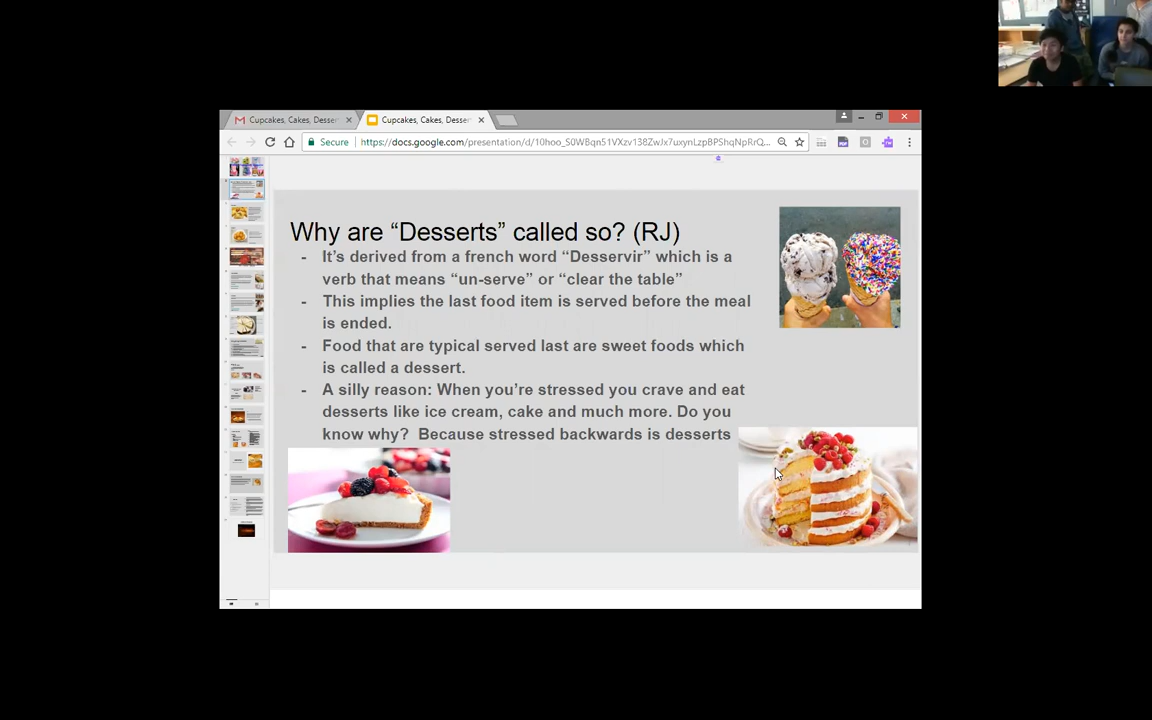 Cupcakes, Cakes, Desser
Cupcakes, Cakes, Desser
Secure
https://docs.google.com/presentation/d/10hoo_S0WBqn51VXzv138ZwJx7uxynLzpBPShqNpRrQ...
Why are “Desserts” called so? (RJ)
- It’s derived from a french word “Desservir” which is a
verb that means “un-serve” or “clear the table”
- This implies the last food item is served before the meal
is ended.
- Food that are typical served last are sweet foods which
is called a dessert.
- A silly reason: When you’re stressed you crave and eat
desserts like ice cream, cake and much more. Do you
know why?  Because stressed backwards is desserts